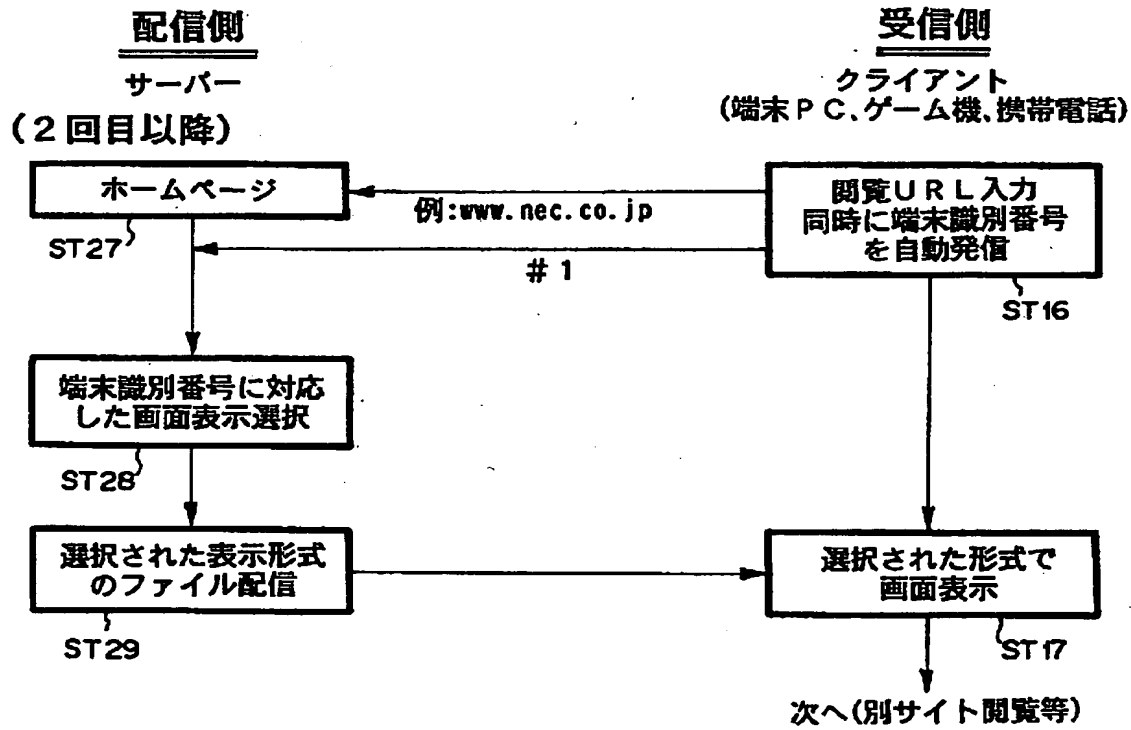 配信側
サーバー
(2回目以降)
受信側
クライアント
(端末PC、ゲーム機、携帯電話)
ホームページ
ST27
例:www.nec.co.jp
#1
閲覧URL入力
同時に端末識別番号
を自動発信
ST16
端末識別番号に対応
した画面表示選択
ST28
選択された表示形式
のファイル配信
ST29
選択された形式で
画面表示
ST17
次へ(別サイト閲覧等)